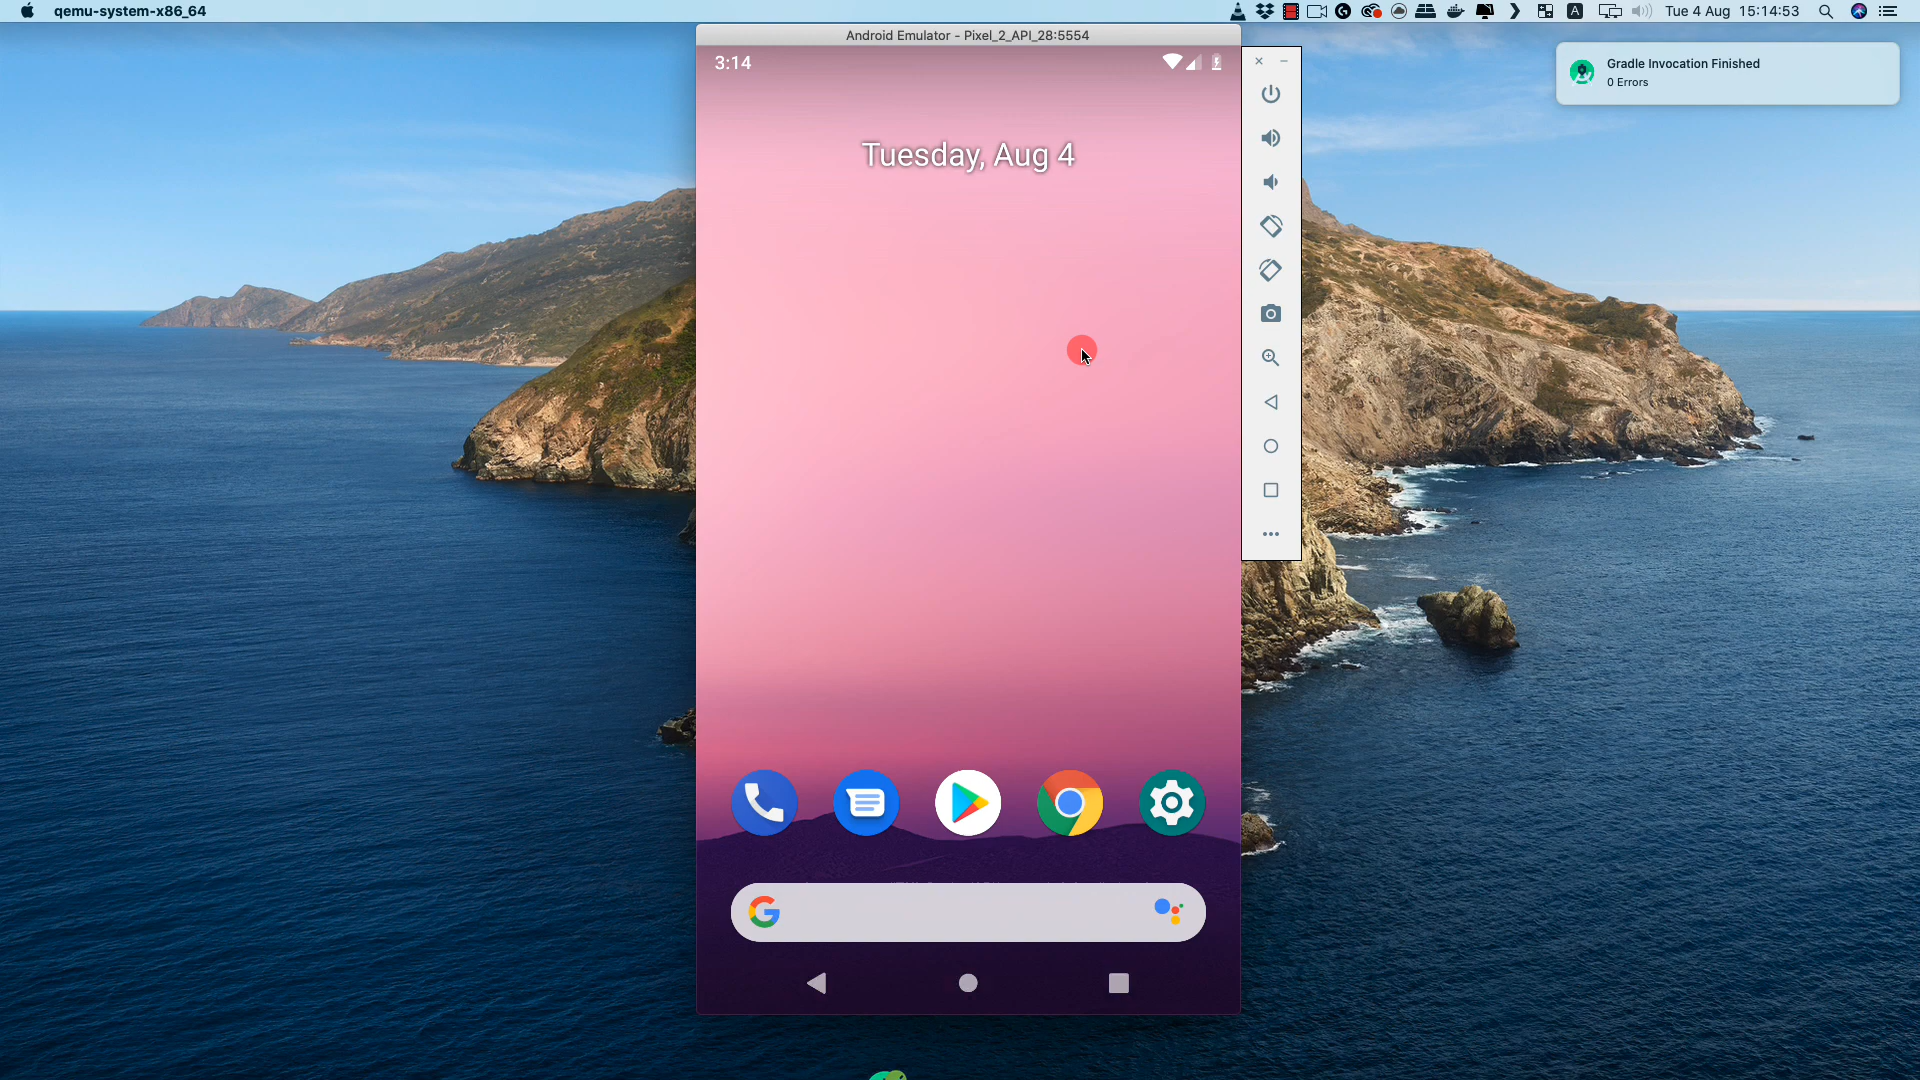 qemu-system-x86_64
A
Tue 4 Aug 15:14:53
Android Emulator - Pixel_2_API_28:5554
3:14
Tuesday, Aug 4
Gradle Invocation Finished
0 Errors